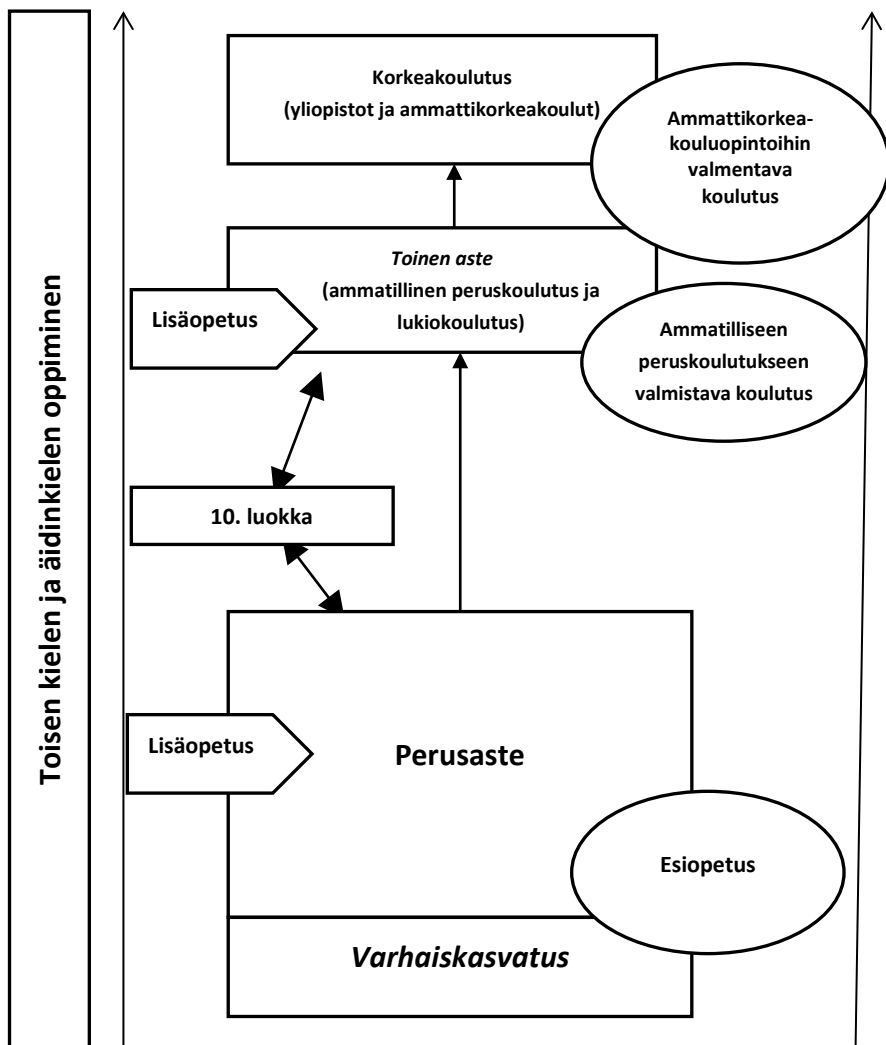 Toisen kielen ja äidinkielen oppiminen
Korkeakoulutus
(yliopistot ja ammattikorkeakoulut)
Ammattikorkea-
kouluopintoihin
valmentava
koulutus
Toinen aste
(ammatillinen peruskoulutus ja
lukiokoulutus)
Lisäopetus
Ammatilliseen
peruskoulutukseen
valmistava koulutus
10. luokka
Lisäopetus
Perusaste
Esiopetus
Varhaiskasvatus